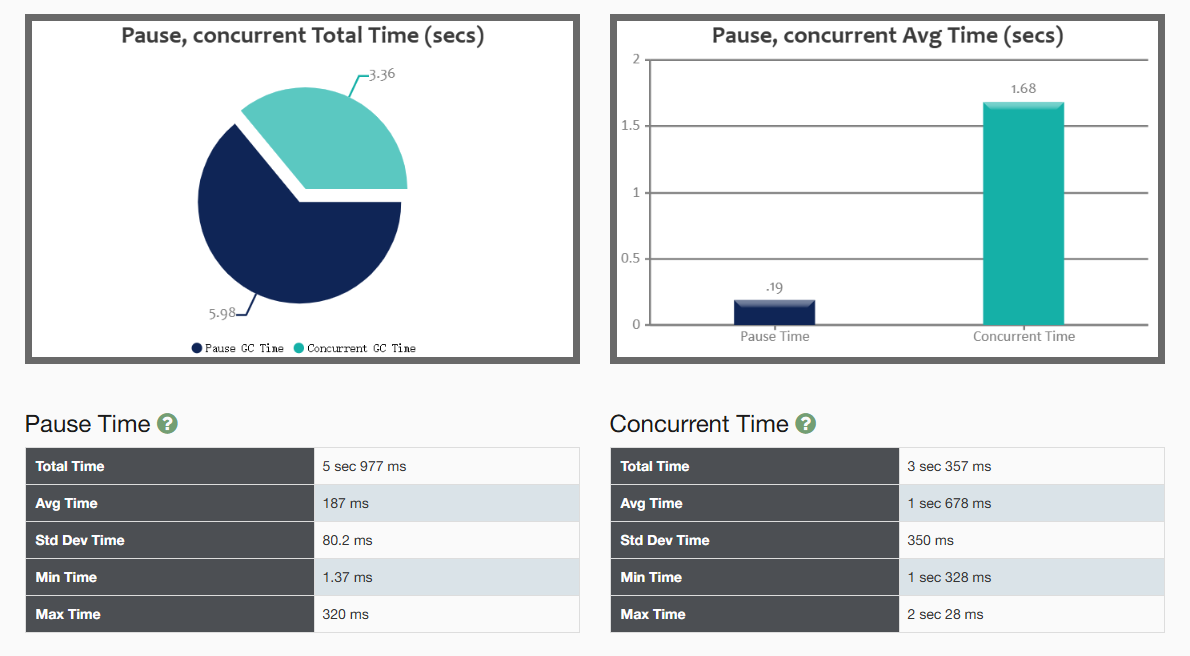 Pause, concurrent Total Time (secs)
3.36
5.98
Pause GC Time Concurrent GC Time
Pause, concurrent Avg Time (secs)
2
1.5
1
0.5
0
1.68
.19
Pause Time Concurrent Time
Pause Time ?
Total Time 5 sec 977 ms
Avg Time 187 ms
Std Dev Time 80.2 ms
Min Time 1.37 ms
Max Time 320 ms
Concurrent Time ?
Total Time 3 sec 357 ms
Avg Time 1 sec 678 ms
Std Dev Time 350 ms
Min Time 1 sec 328 ms
Max Time 2 sec 28 ms